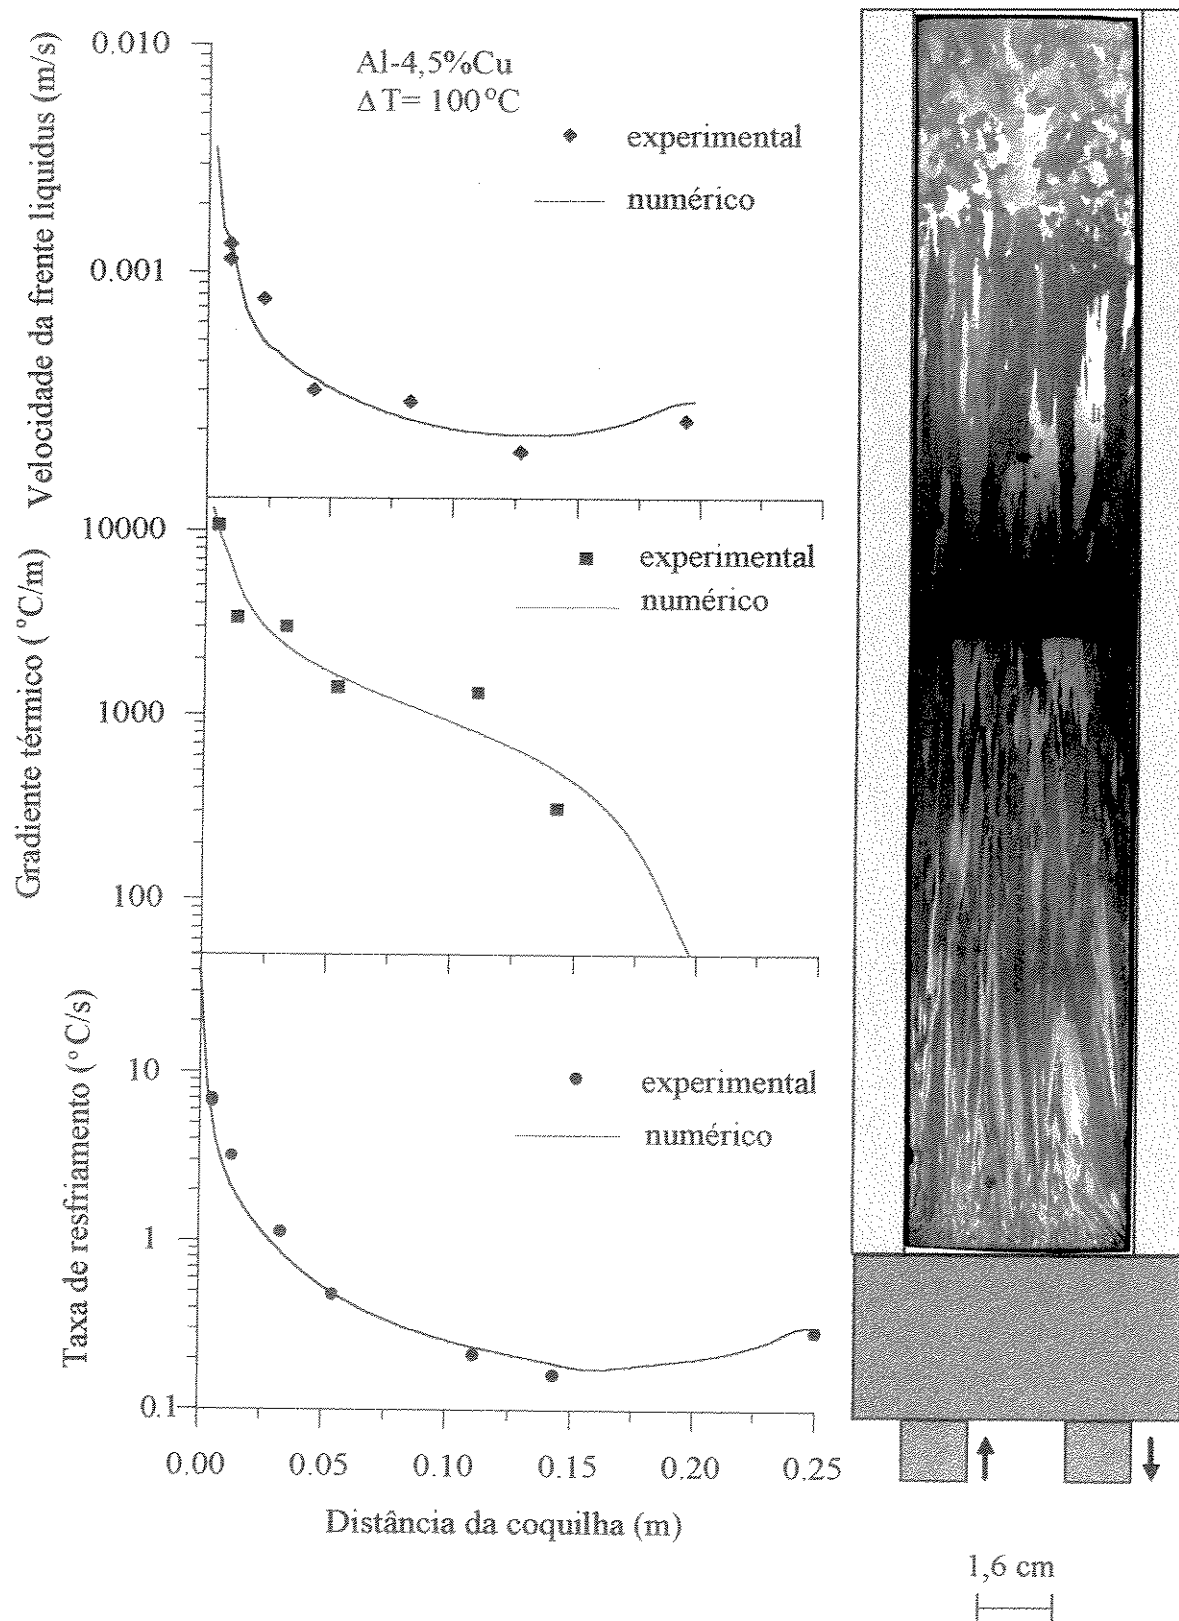 Velocidade da frente liquidus (m/s)
0.010
0.001
Al-4,5%Cu
ΔT= 100°C
experimental
numérico
Gradiente térmico (°C/m)
10000
1000
100
experimental
numérico
Taxa de resfriamento (°C/s)
10
1
0.1
experimental
numérico
0.00 0.05 0.10 0.15 0.20 0.25
Distância da coquilha (m)
1,6 cm